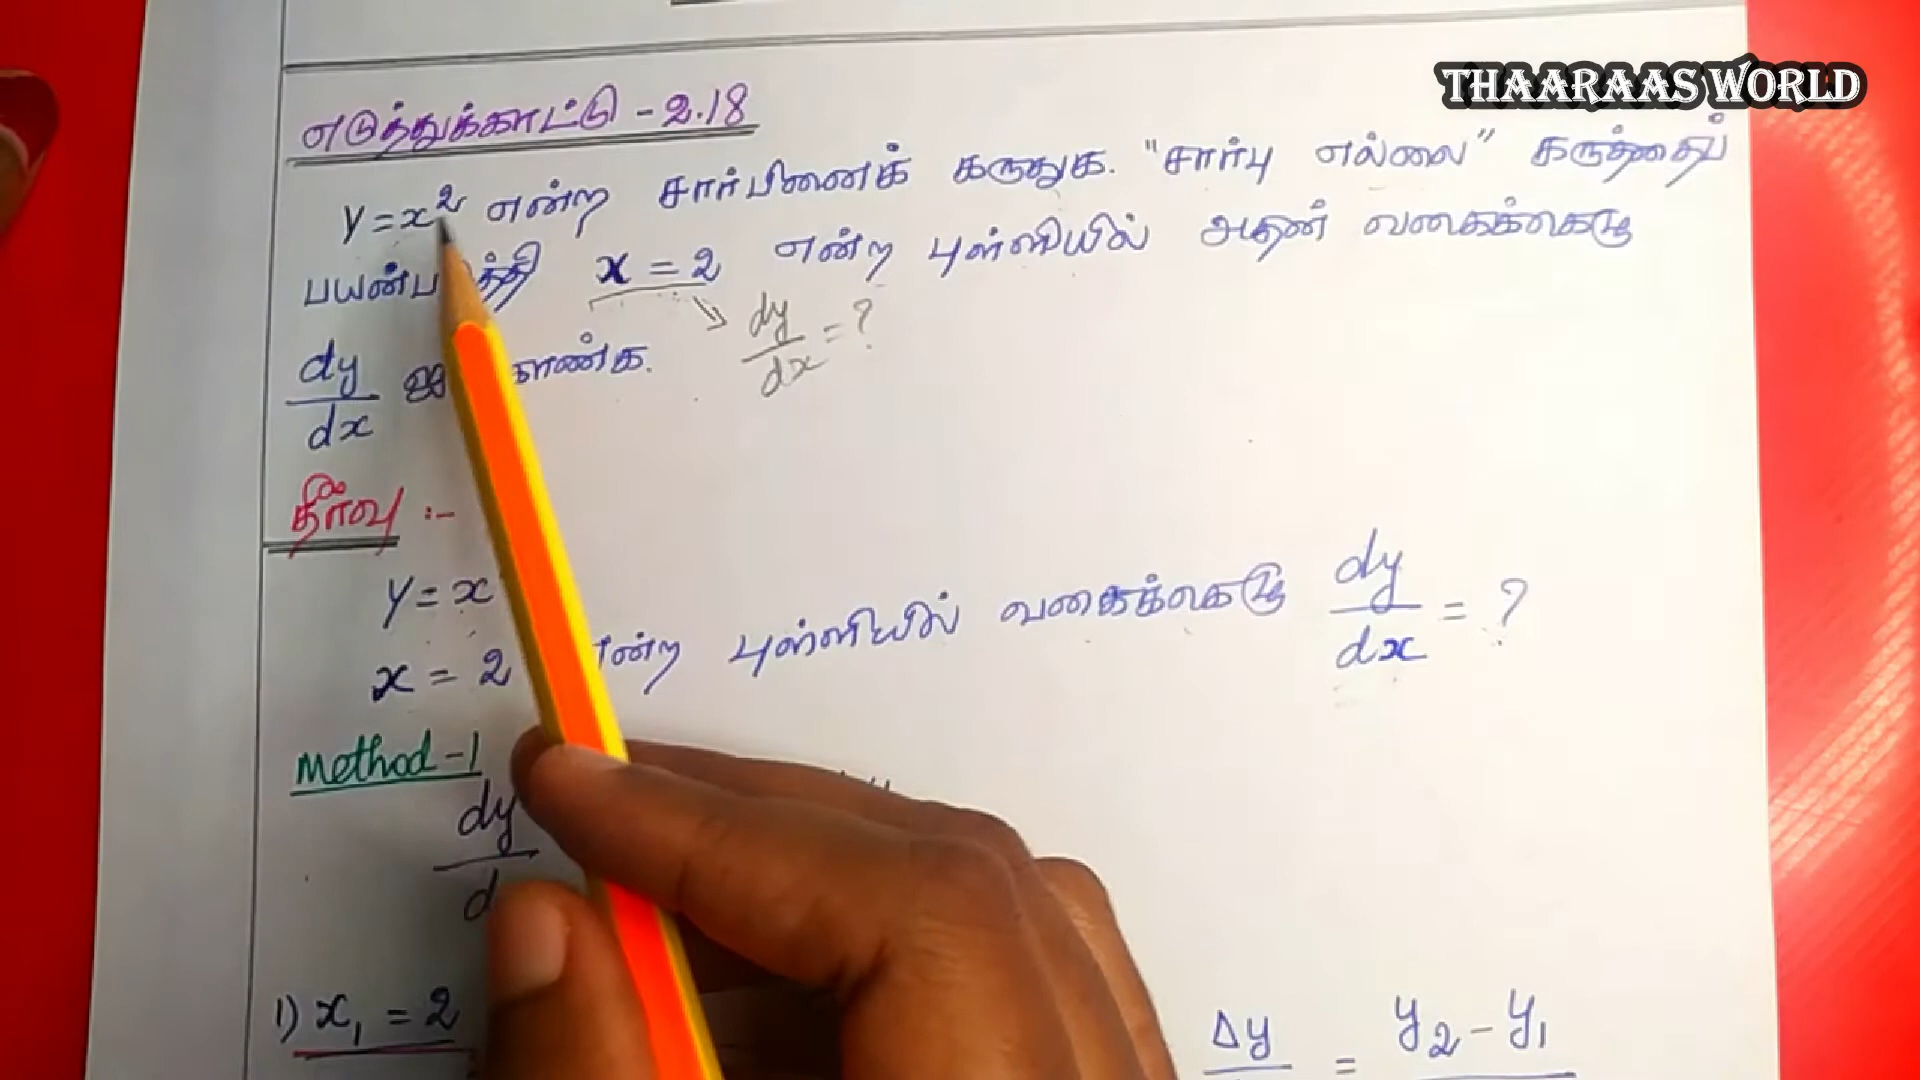 THAARAAS WORLD
எடுத்துக்காட்டு - 2.18
y = x² என்ற சார்பினைக் கருதுக. "சார்பு எல்லை" கருத்தைப்
x = 2 என்ற புள்ளியில் அதன் வகைக்கெழு
dy/dx = ?
dy/dx ஐ
தீர்வு :-
y = x
x = 2 புள்ளியில் வகைக்கெழு dy/dx = ?
Method - 1
dy
1) x₁ = 2
Δy = y₂ - y₁